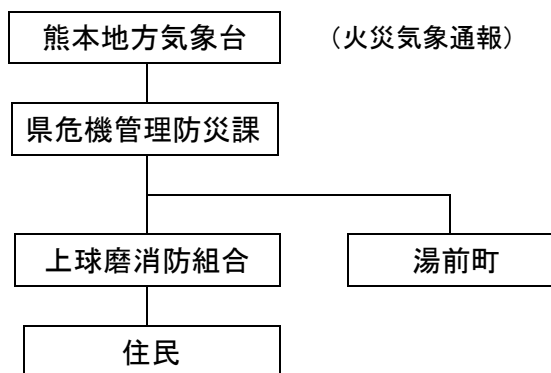 熊本地方気象台
（火災気象通報）
県危機管理防災課
上球磨消防組合
湯前町
住民